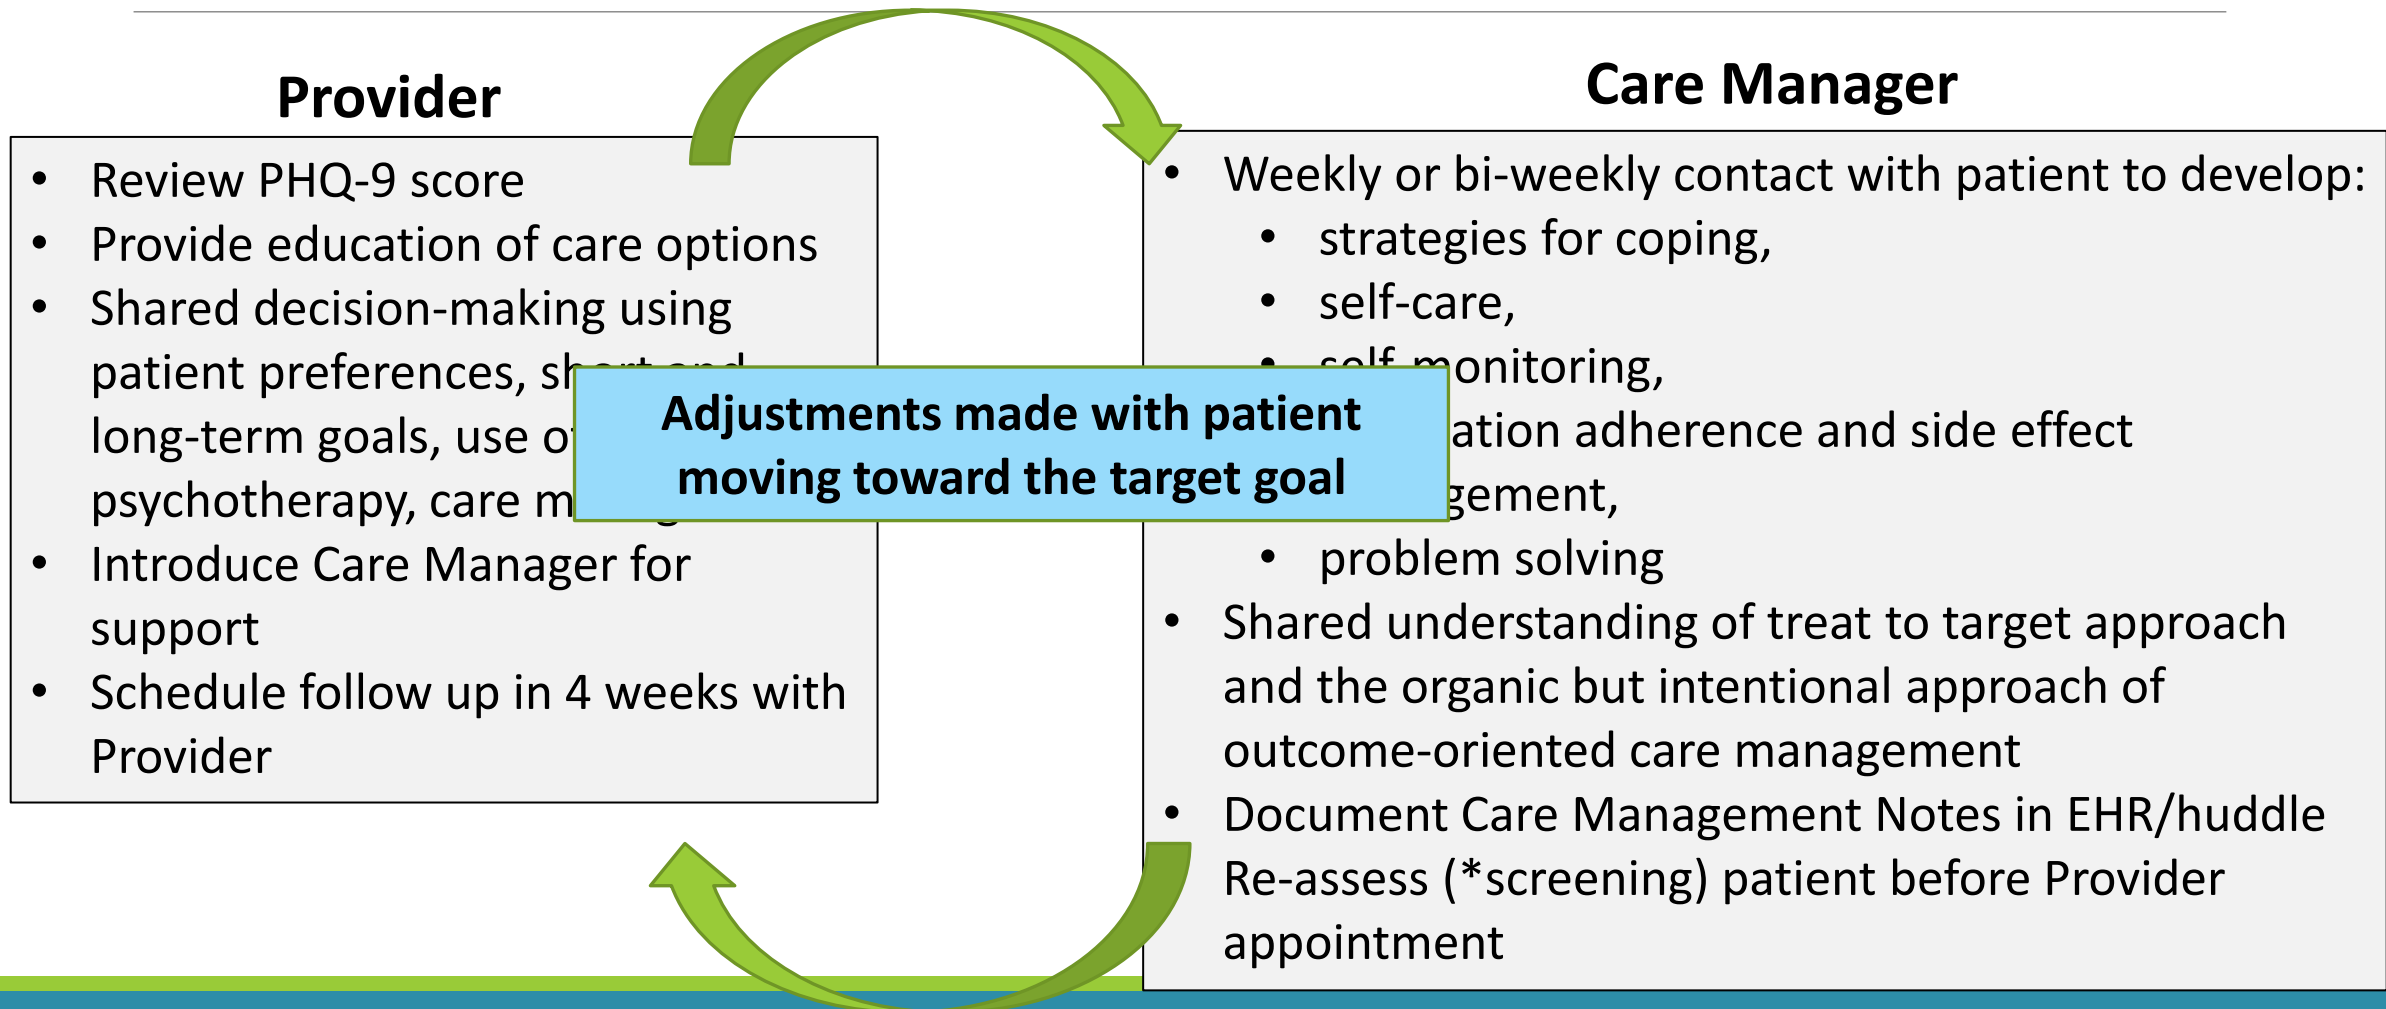 Provider
• Review PHQ-9 score
• Provide education of care options
• Shared decision-making using
patient preferences, short and
long-term goals, use of
psychotherapy, care
• Introduce Care Manager for
support
• Schedule follow up in 4 weeks with
Provider
Adjustments made with patient
moving toward the target goal
Care Manager
• Weekly or bi-weekly contact with patient to develop:
• strategies for coping,
• self-care,
• self-monitoring,
adherence and side effect
• problem solving
• Shared understanding of treat to target approach
and the organic but intentional approach of
outcome-oriented care management
• Document Care Management Notes in EHR/huddle
Re-assess (*screening) patient before Provider
appointment